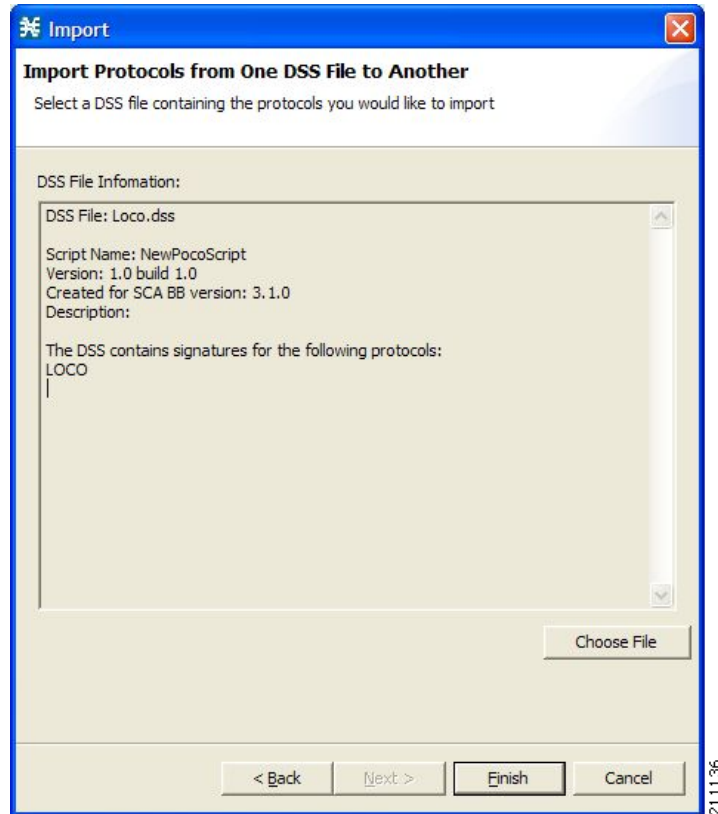 Import
Import Protocols from One DSS File to Another
Select a DSS file containing the protocols you would like to import
DSS File Infomation:
DSS File: Loco.dss
Script Name: NewPocoScript
Version: 1.0 build 1.0
Created for SCA BB version: 3.1.0
Description:
The DSS contains signatures for the following protocols:
LOCO
Choose File
< Back
Next >
Finish
Cancel
211136